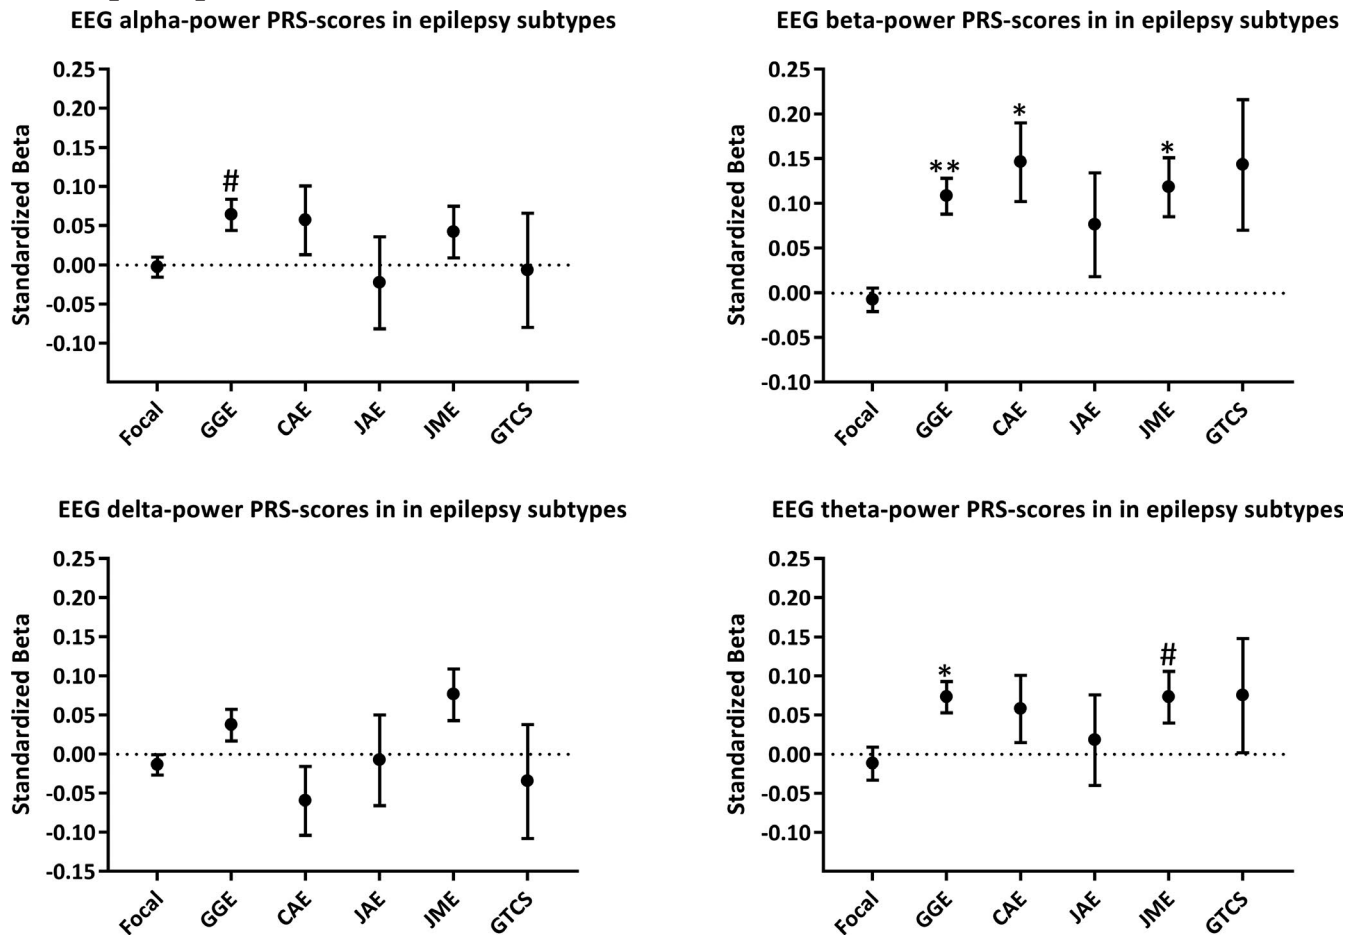 EEG alpha-power PRS-scores in in epilepsy subtypes
Standardized Beta
0.25
0.20
0.15
0.10
0.05
0.00
-0.05
-0.10
#
Focal
GGE
CAE
JAE
JME
GTCS
EEG beta-power PRS-scores in in epilepsy subtypes
Standardized Beta
0.25
0.20
0.15
0.10
0.05
0.00
-0.05
-0.10
**
*
*
Focal
GGE
CAE
JAE
JME
GTCS
EEG delta-power PRS-scores in in epilepsy subtypes
Standardized Beta
0.25
0.20
0.15
0.10
0.05
0.00
-0.05
-0.10
-0.15
Focal
GGE
CAE
JAE
JME
GTCS
EEG theta-power PRS-scores in in epilepsy subtypes
Standardized Beta
0.25
0.20
0.15
0.10
0.05
0.00
-0.05
-0.10
*
#
Focal
GGE
CAE
JAE
JME
GTCS